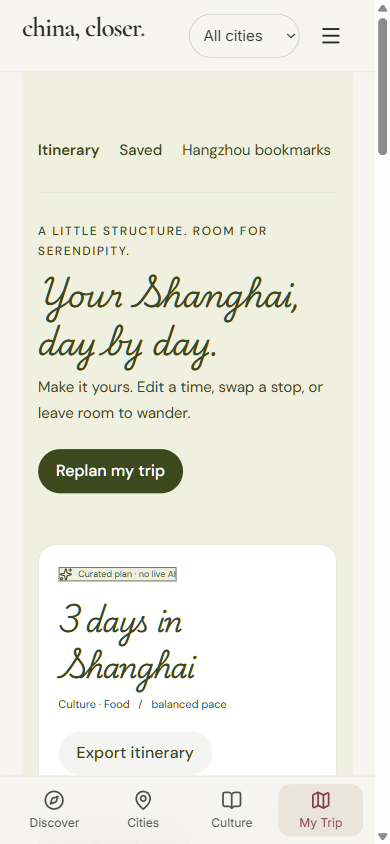 china, closer.
All cities
Itinerary Saved Hangzhou bookmarks
A LITTLE STRUCTURE. ROOM FOR
SERENDIPITY.
Your Shanghai,
day by day.
Make it yours. Edit a time, swap a stop, or
leave room to wander.
Replan my trip
Curated plan · no live AI
3 days in
Shanghai
Culture · Food / balanced pace
Export itinerary
Discover Cities Culture My Trip